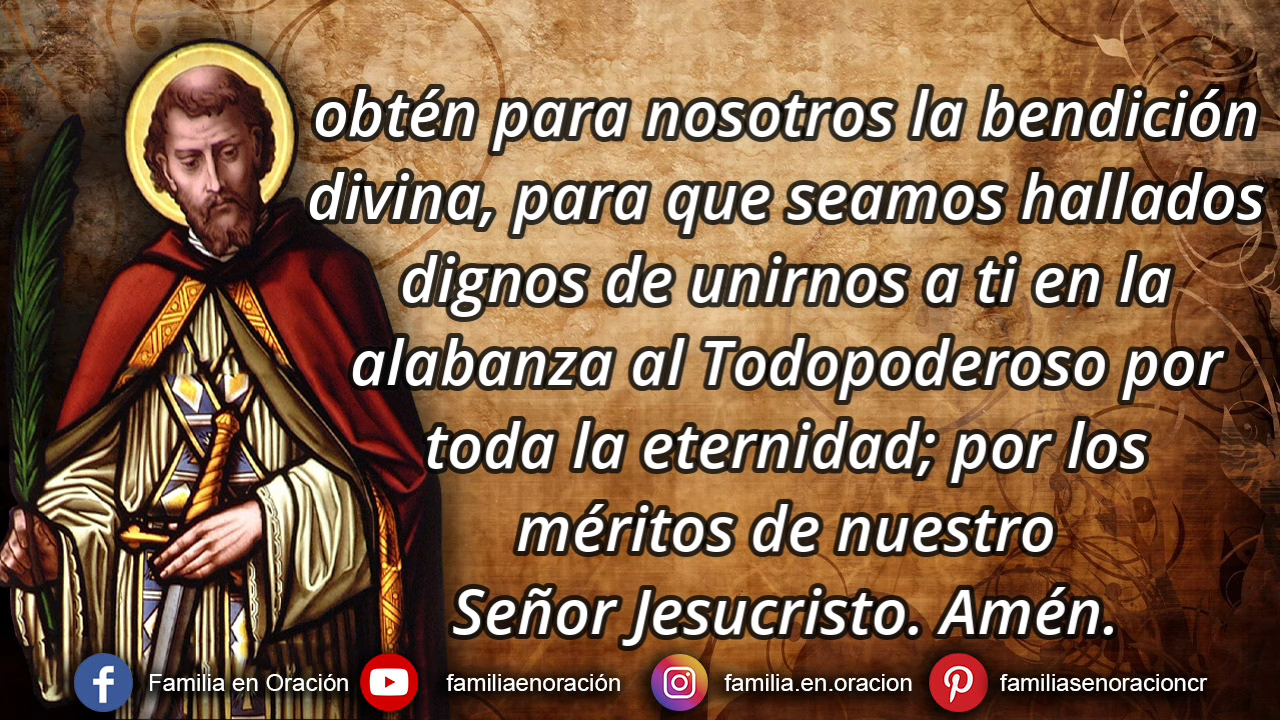 obtén para nosotros la bendición
divina, para que seamos hallados
dignos de unirnos a ti en la
alabanza al Todopoderoso por
toda la eternidad; por los
méritos de nuestro
Señor Jesucristo. Amén.
Familia en Oración familiaenoración familia.en.oracion familiasenoracioncr